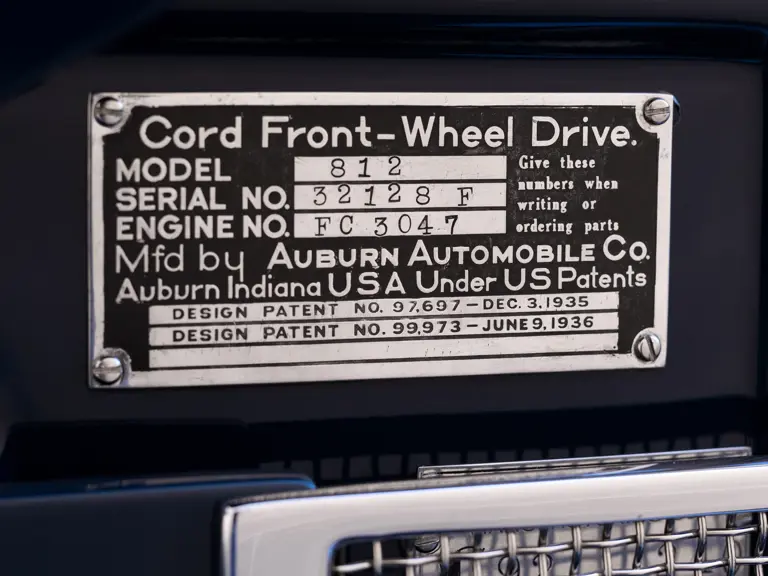 Cord Front-Wheel Drive.
MODEL 812
SERIAL NO. 32128 F
ENGINE NO. FC 3047
Give these
numbers when
writing or
ordering parts
Mfd by AUBURN AUTOMOBILE CO.
Auburn Indiana USA Under US Patents
DESIGN PATENT NO. 97,697-DEC. 3, 1935
DESIGN PATENT NO. 99,973-JUNE 9, 1936